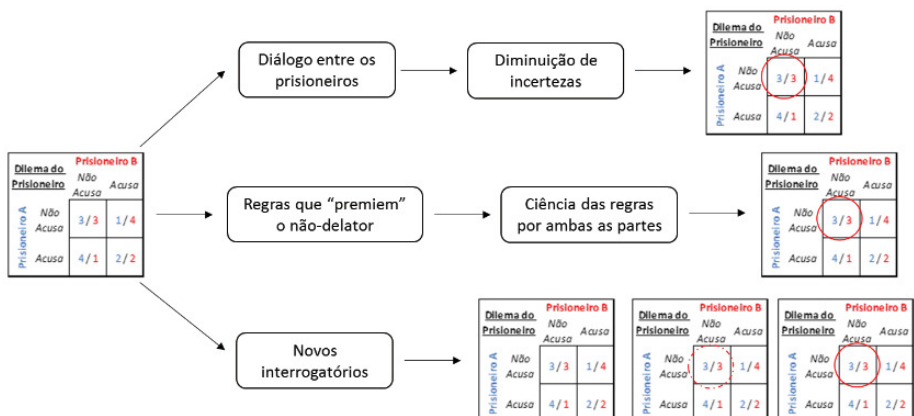 Diálogo entre os
prisioneiros
Diminuição de
incertezas
Dilema do
Prisioneiro
Prisioneiro B
Não
Acusa
Acusa
Prisioneiro A
Não
Acusa
3/3
1/4
Acusa
4/1
2/2
Dilema do
Prisioneiro
Prisioneiro B
Não
Acusa
Acusa
Prisioneiro A
Não
Acusa
3/3
1/4
Acusa
4/1
2/2
Regras que “premiem”
o não-delator
Ciência das regras
por ambas as partes
Dilema do
Prisioneiro
Prisioneiro B
Não
Acusa
Acusa
Prisioneiro A
Não
Acusa
3/3
1/4
Acusa
4/1
2/2
Novos
interrogatórios
Dilema do
Prisioneiro
Prisioneiro B
Não
Acusa
Acusa
Prisioneiro A
Não
Acusa
3/3
1/4
Acusa
4/1
2/2
Dilema do
Prisioneiro
Prisioneiro B
Não
Acusa
Acusa
Prisioneiro A
Não
Acusa
3/3
1/4
Acusa
4/1
2/2
Dilema do
Prisioneiro
Prisioneiro B
Não
Acusa
Acusa
Prisioneiro A
Não
Acusa
3/3
1/4
Acusa
4/1
2/2